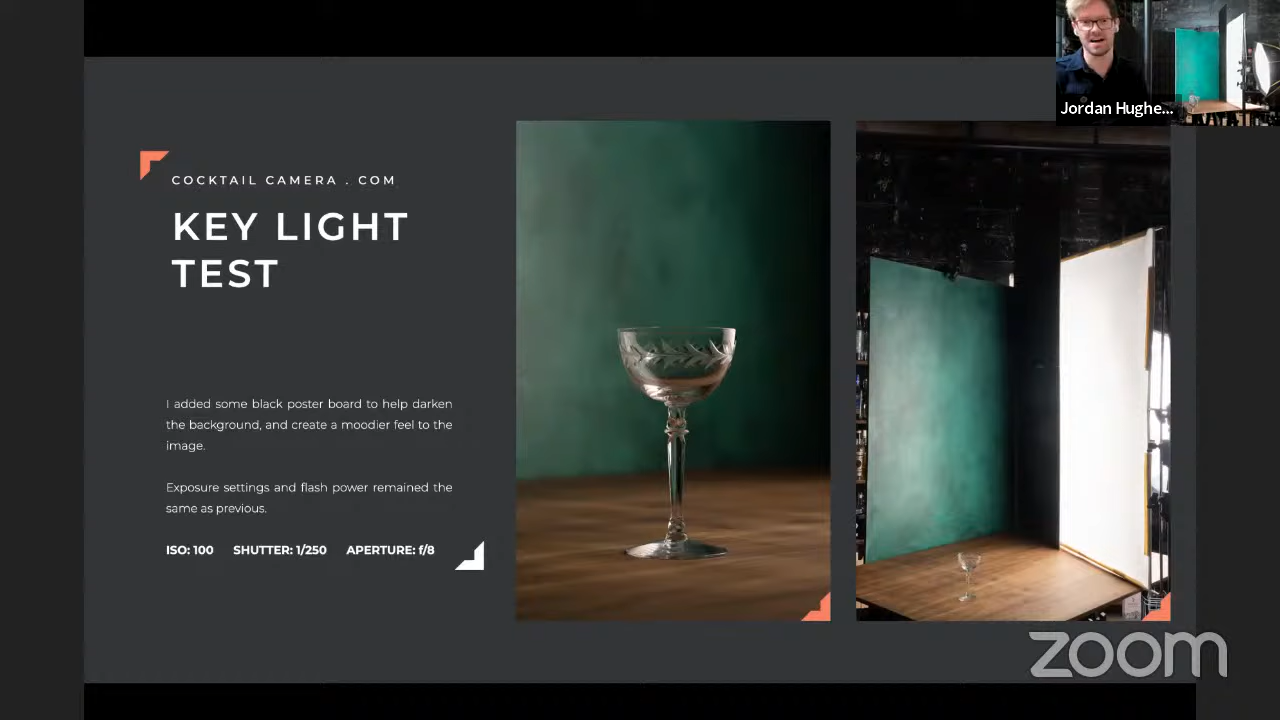 Jordan Hughe...
COCKTAIL CAMERA . COM
KEY LIGHT
TEST
I added some black poster board to help darken
the background, and create a moodier feel to the
image.
Exposure settings and flash power remained the
same as previous.
ISO: 100 SHUTTER: 1/250 APERTURE: f/8
zoom